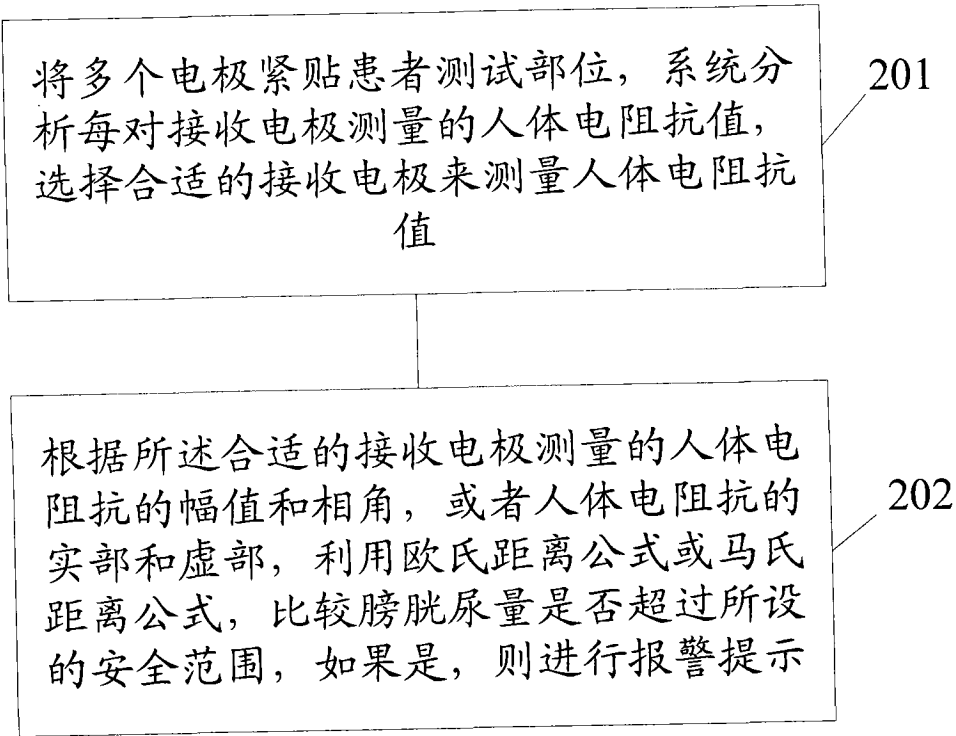 将多个电极紧贴患者测试部位，系统分
析每对接收电极测量的人体电阻抗值，
选择合适的接收电极来测量人体电阻抗
值
201
根据所述合适的接收电极测量的人体电
阻抗的幅值和相角，或者人体电阻抗的
实部和虚部，利用欧氏距离公式或马氏
距离公式，比较膀胱尿量是否超过所设
的安全范围，如果是，则进行报警提示
202